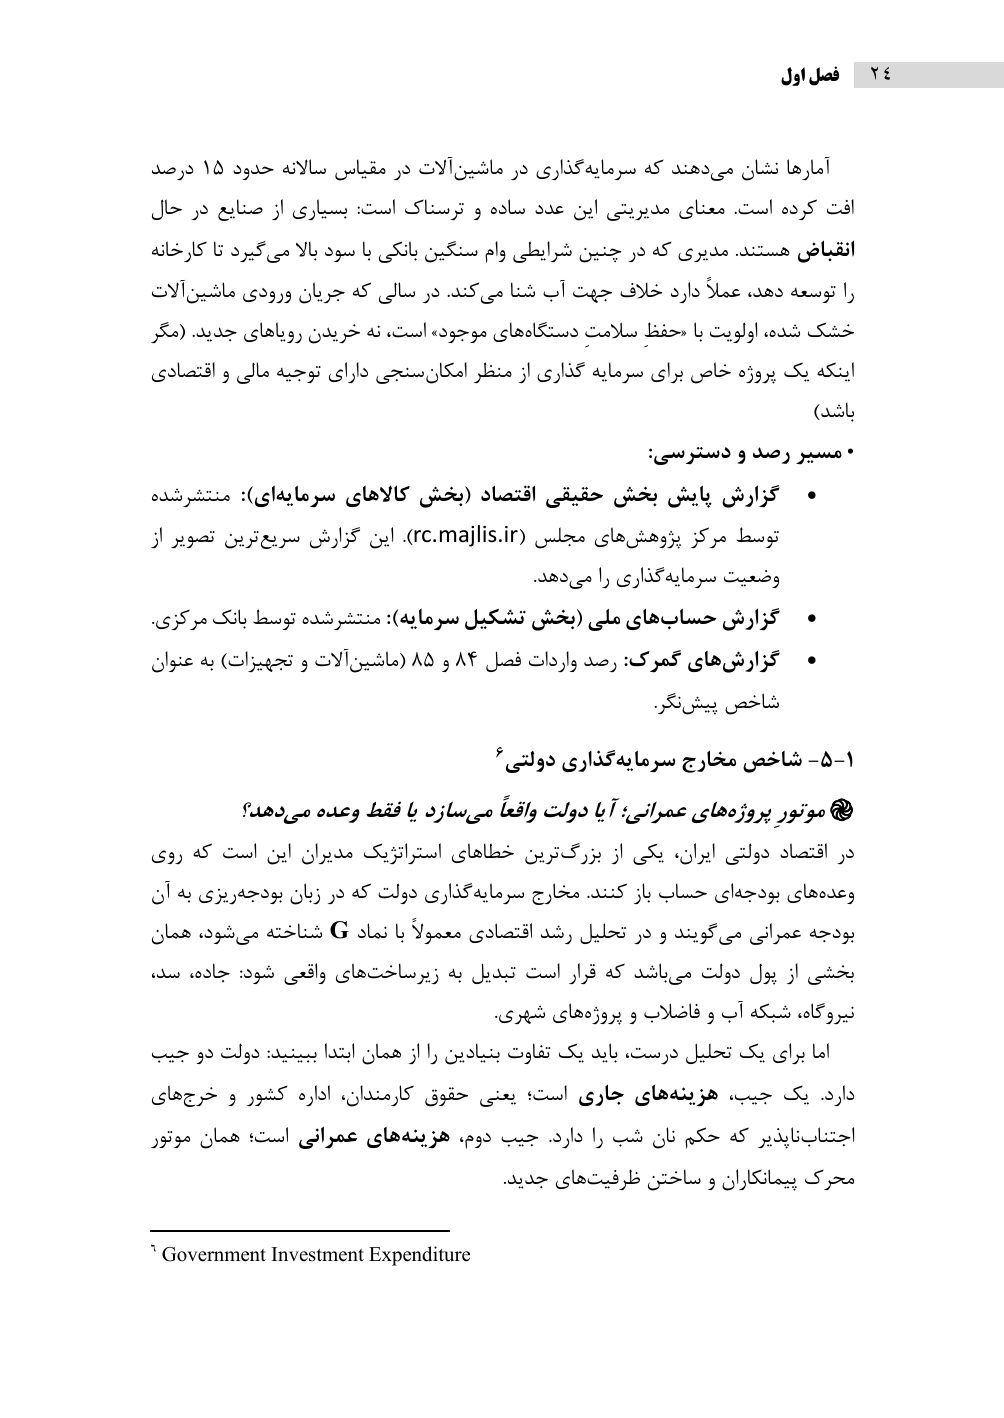 ۲٤ فصل اول
آمارها نشان می‌دهند که سرمایه‌گذاری در ماشین‌آلات در مقیاس سالانه حدود ۱۵ درصد
افت کرده است. معنای مدیریتی این عدد ساده و ترسناک است: بسیاری از صنایع در حال
انقباض هستند. مدیری که در چنین شرایطی وام سنگین بانکی با سود بالا می‌گیرد تا کارخانه
را توسعه دهد، عملاً دارد خلاف جهت آب شنا می‌کند. در سالی که جریان ورودی ماشین‌آلات
خشک شده، اولویت با «حفظِ سلامتِ دستگاه‌های موجود» است، نه خریدن رویاهای جدید. (مگر
اینکه یک پروژه خاص برای سرمایه گذاری از منظر امکان‌سنجی دارای توجیه مالی و اقتصادی
باشد)
• مسیر رصد و دسترسی:
• گزارش پایش بخش حقیقی اقتصاد (بخش کالاهای سرمایه‌ای): منتشرشده
توسط مرکز پژوهش‌های مجلس (rc.majlis.ir). این گزارش سریع‌ترین تصویر از
وضعیت سرمایه‌گذاری را می‌دهد.
• گزارش حساب‌های ملی (بخش تشکیل سرمایه): منتشرشده توسط بانک مرکزی.
• گزارش‌های گمرک: رصد واردات فصل ۸۴ و ۸۵ (ماشین‌آلات و تجهیزات) به عنوان
شاخص پیش‌نگر.
۱-۵- شاخص مخارج سرمایه‌گذاری دولتی۶
موتورِ پروژه‌های عمرانی؛ آیا دولت واقعاً می‌سازد یا فقط وعده می‌دهد؟
در اقتصاد دولتی ایران، یکی از بزرگ‌ترین خطاهای استراتژیک مدیران این است که روی
وعده‌های بودجه‌ای حساب باز کنند. مخارج سرمایه‌گذاری دولت که در زبان بودجه‌ریزی به آن
بودجه عمرانی می‌گویند و در تحلیل رشد اقتصادی معمولاً با نماد G شناخته می‌شود، همان
بخشی از پول دولت می‌باشد که قرار است تبدیل به زیرساخت‌های واقعی شود: جاده، سد،
نیروگاه، شبکه آب و فاضلاب و پروژه‌های شهری.
اما برای یک تحلیل درست، باید یک تفاوت بنیادین را از همان ابتدا ببینید: دولت دو جیب
دارد. یک جیب، هزینه‌های جاری است؛ یعنی حقوق کارمندان، اداره کشور و خرج‌های
اجتناب‌ناپذیر که حکم نان شب را دارد. جیب دوم، هزینه‌های عمرانی است؛ همان موتور
محرک پیمانکاران و ساختن ظرفیت‌های جدید.
٦ Government Investment Expenditure